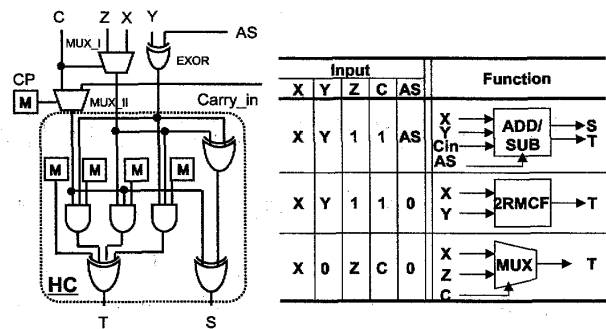 C Z X Y
AS
MUX_I
EXOR
CP
M
MUX_II
Carry_in
M M M M
HC
T S
Input Function
X Y Z C AS
X Y 1 1 AS
X
Y
Cin
AS
ADD/
SUB
S
T
X Y 1 1 0
X
Y
2RMCF
T
X 0 Z C 0
X
Z
C
MUX
T